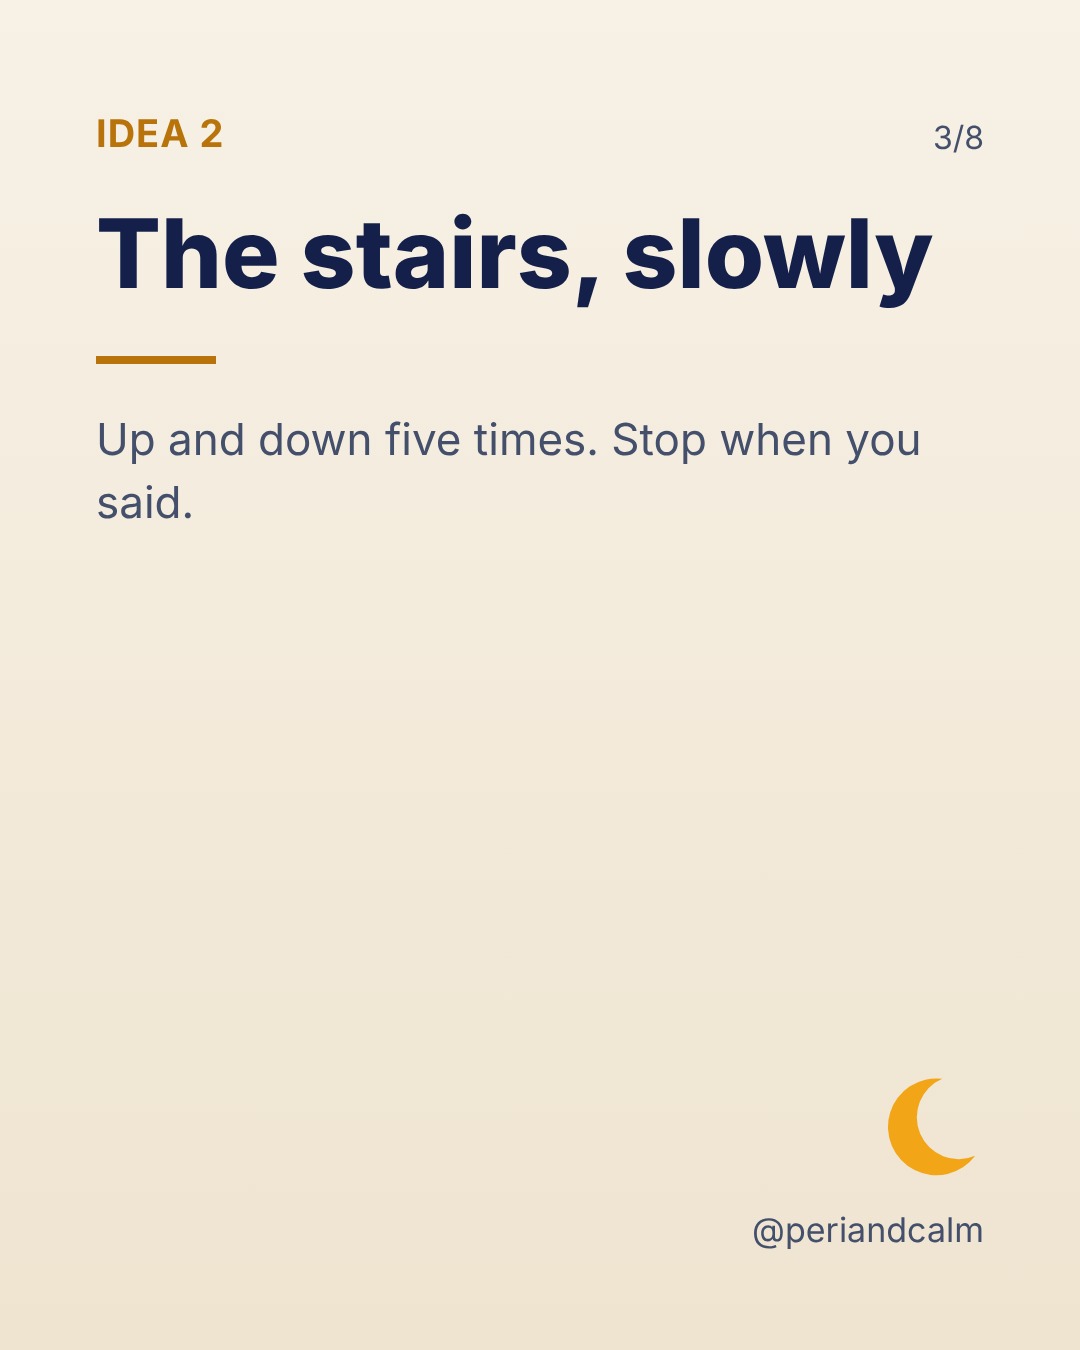 IDEA 2
3/8
The stairs, slowly
Up and down five times. Stop when you
said.
@periandcalm